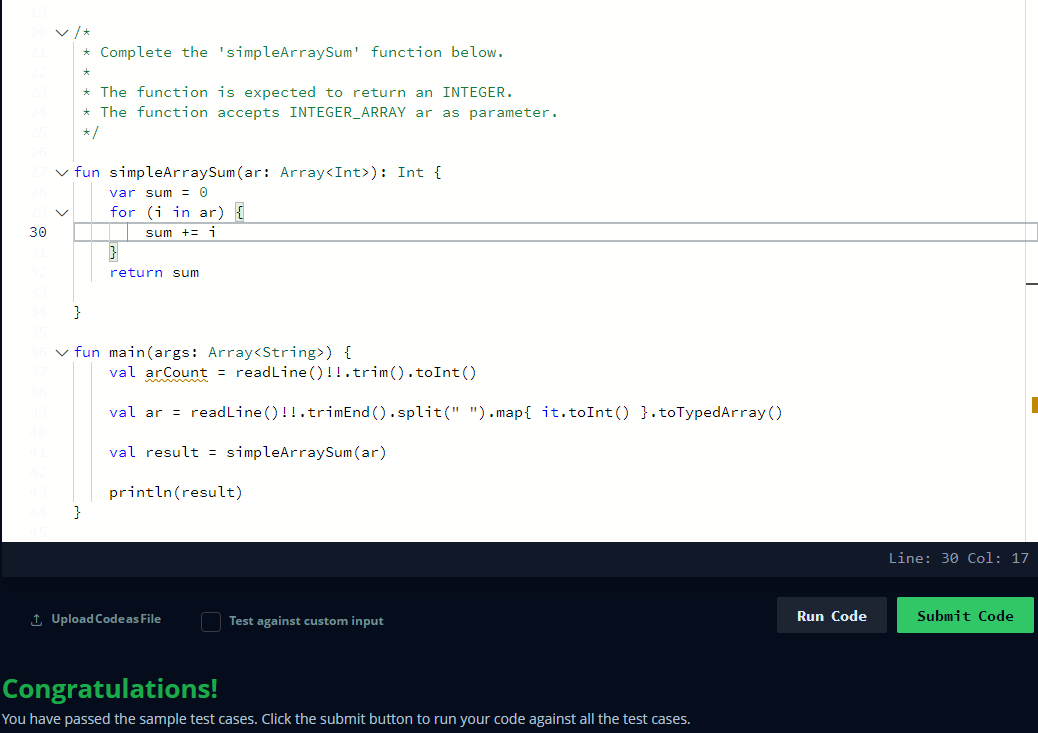 /*
* Complete the 'simpleArraySum' function below.
*
* The function is expected to return an INTEGER.
* The function accepts INTEGER_ARRAY ar as parameter.
*/
fun simpleArraySum(ar: Array<Int>): Int {
var sum = 0
for (i in ar) {
30 sum += i
}
return sum
}
fun main(args: Array<String>) {
val arCount = readLine()!!.trim().toInt()
val ar = readLine()!!.trimEnd().split(" ").map{ it.toInt() }.toTypedArray()
val result = simpleArraySum(ar)
println(result)
}
Line: 30 Col: 17
Upload Code as File
Test against custom input
Run Code
Submit Code
Congratulations!
You have passed the sample test cases. Click the submit button to run your code against all the test cases.